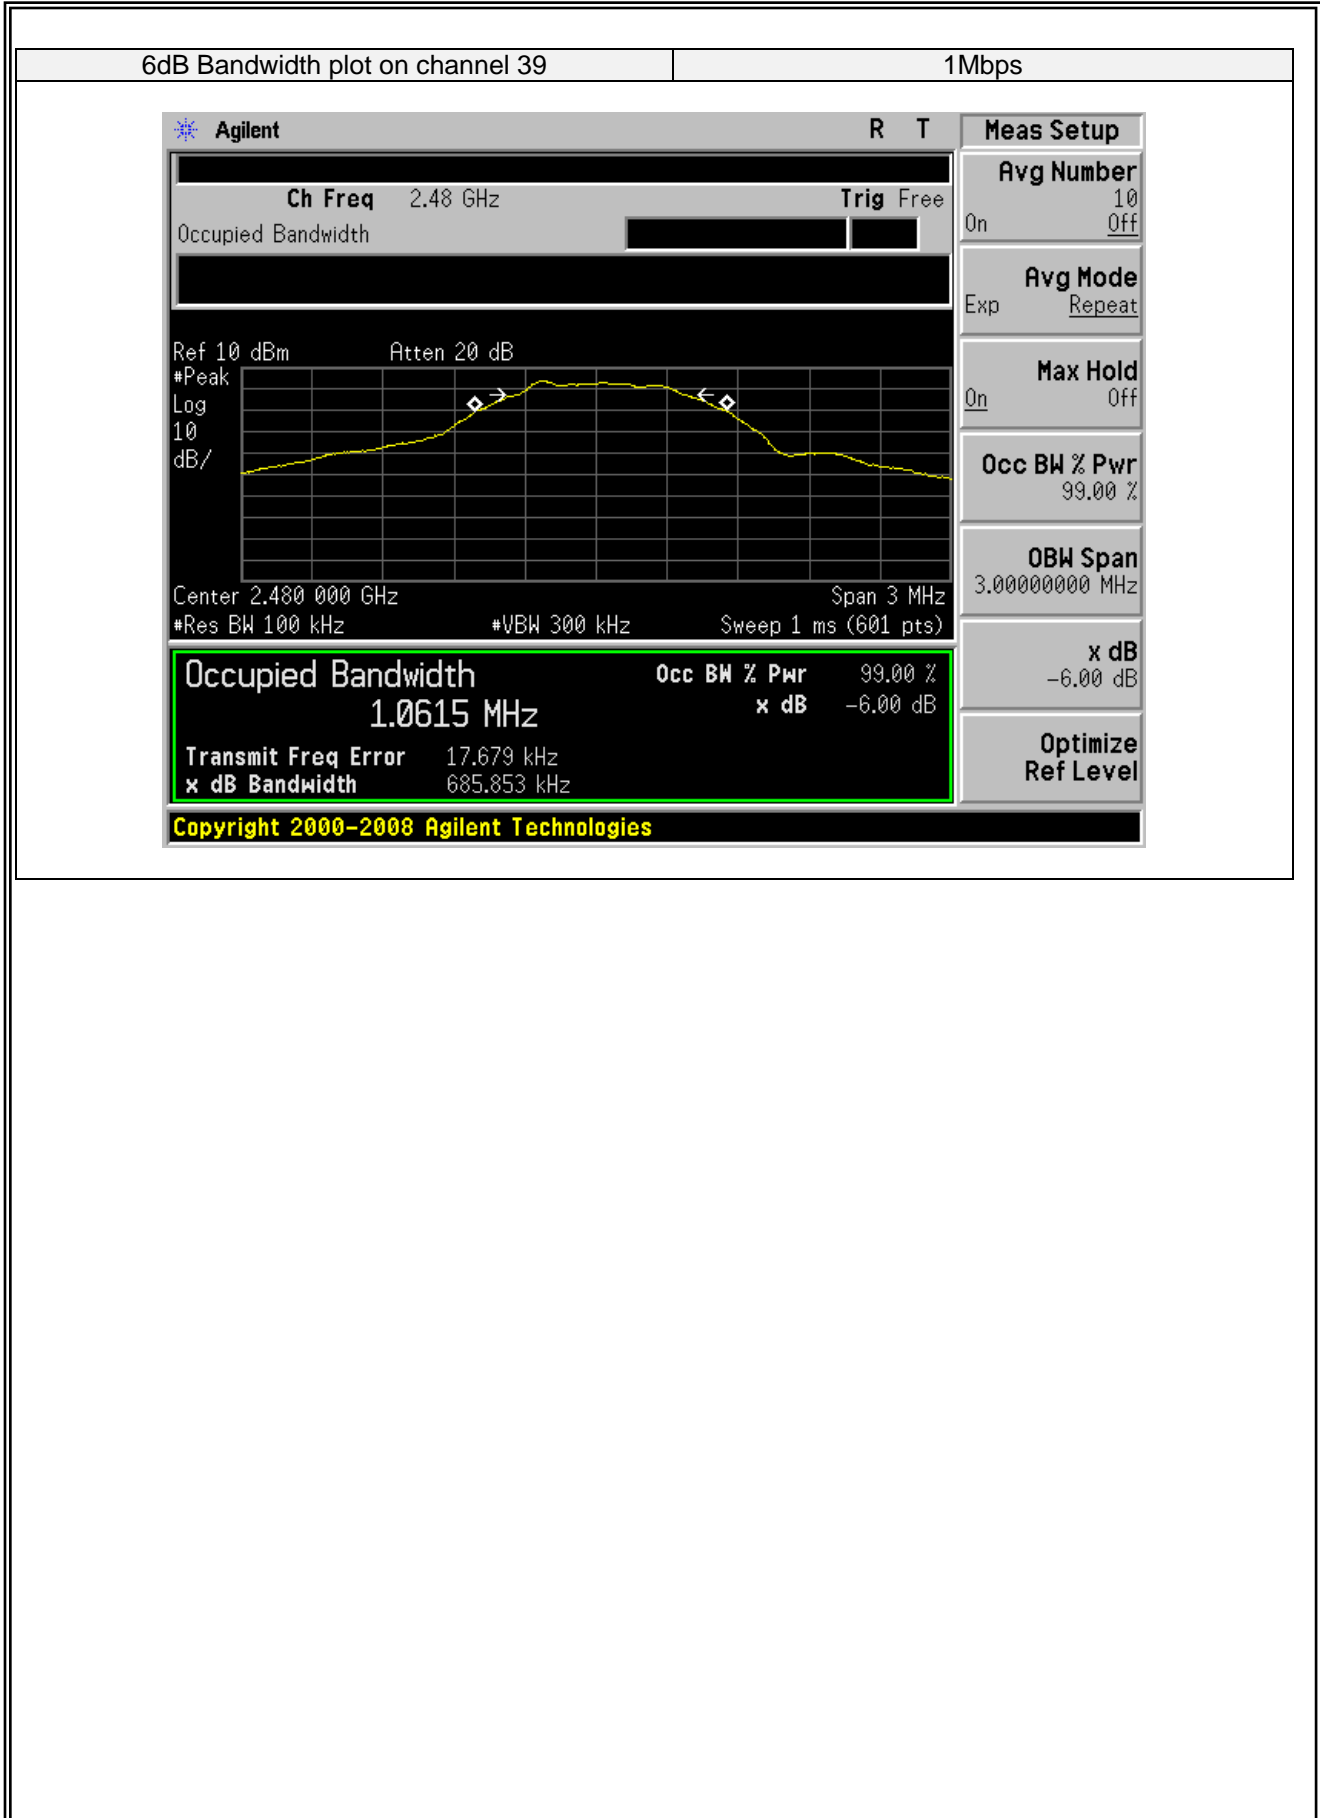 6dB Bandwidth plot on channel 39 1Mbps
Agilent R T Meas Setup
Ch Freq 2.48 GHz Trig Free
Occupied Bandwidth
Avg Number
10
On Off
Avg Mode
Exp Repeat
Max Hold
On Off
Occ BW % Pwr
99.00 %
OBW Span
3.00000000 MHz
x dB
-6.00 dB
Optimize
Ref Level
Ref 10 dBm Atten 20 dB
#Peak
Log
10
dB/
Center 2.480 000 GHz Span 3 MHz
#Res BW 100 kHz #VBW 300 kHz Sweep 1 ms (601 pts)
Occupied Bandwidth Occ BW % Pwr 99.00 %
1.0615 MHz x dB -6.00 dB
Transmit Freq Error 17.679 kHz
x dB Bandwidth 685.853 kHz
Copyright 2000-2008 Agilent Technologies